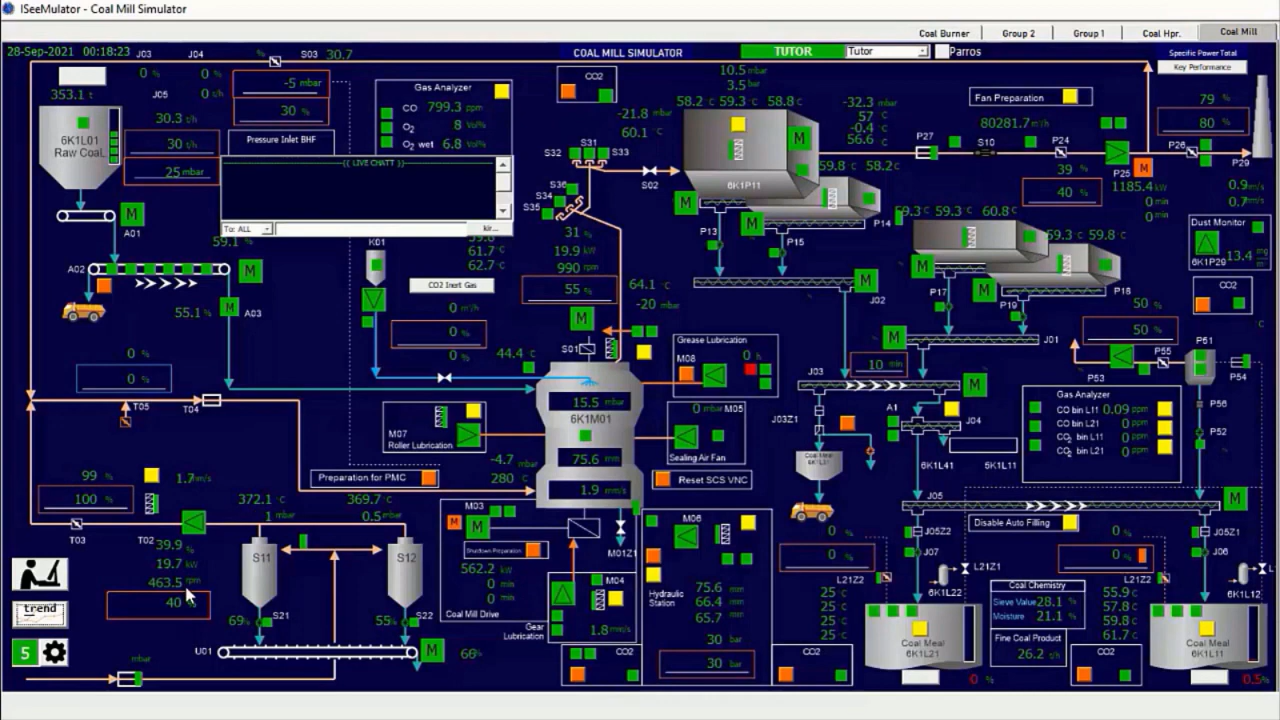 ISeeMulator - Coal Mill Simulator
Coal Burner Group 2 Group 1 Coal Hpr. Coal Mill
28-Sep-2021 00:18:23 J03 J04 % S03 30.7
COAL MILL SIMULATOR TUTOR Tutor Parros
Specific Power Total
Key Performance
353.1 t
0 % 0 %
J05 0 t/h
-5 mbar
30 %
30.3 t/h
30 t/h
25 mbar
Pressure Inlet BHF
6K1L01
Raw Coal
Gas Analyzer
CO 799.3 ppm
O2 8 Vol%
O2 wet 6.8 Vol%
{{ LIVE CHATT }}
To: ALL kir...
CO2
-21.8 mbar
60.1 °C
S31
S32 S33
S36
S34
S35
S02
10.5 mbar
3.5 mbar
58.2 59.3 °C 58.8 °C
6K1P11
-32.3 mbar
57 °C
-0.4 °C
56.6 °C
59.8 °C 58.2 °C
Fan Preparation
80281.7 m³/h
P27 S10 P24 P25 P26 P29
39 %
40 %
M
1185.4 kW
0 min
79 %
80 %
0.9 m/s
0.7 m/s
Dust Monitor
6K1P29 13.4 mg
CO2
A01 M
59.1 %
A02 M
55.1 % M A03
K01
61.7 °C
62.7 °C
CO2 Inert Gas
0 m³/h
0 %
0 %
31 %
19.9 kW
990 rpm
55 %
64.1 °C
-20 mbar
M S01
44.4 °C
M P13 M P15 P14
59.3 °C 60.8 °C
59.3 °C 59.8 °C
M P17 M P19 P18
M J02
M J01
10 min
J03 M
J03Z1
A1 J04
6K1L41 5K1L11
50 %
50 %
P53 P55 P51 P54
P56
P52
Gas Analyzer
CO bin L11 0.09 ppm
CO bin L21 0 ppm
CO2 bin L11 0 %
CO2 bin L21 0 %
Grease Lubrication
M08 0 h
0 mbar M05
Sealing Air Fan
Reset SCS VNC
15.5 mbar
6K1M01
75.6 mm
1.9 mm/s
M07
Roller Lubrication
-4.7 mbar
280 °C
Preparation for PMC
0 %
0 %
T05 T04
99 %
100 %
T03 T02
1.7 mm/s
39.9 %
19.7 kW
463.5 rpm
40 %
372.1 °C 369.7 °C
1 mbar 0.5 mbar
S11 S12
69% S21 55% S22
U01 M 66%
mbar
trend
5
M03
M M
Shutdown Preparation
562.2 kW
0 min
0 min
Coal Mill Drive
M01Z1
M04
1.8 mm/s
Gear
Lubrication
CO2
M06
Hydraulic
Station
75.6 mm
66.4 mm
65.7 mm
30 bar
30 bar
CO2
0 %
0 %
L21Z2
25 °C
25 °C
25 °C
25 °C
J05 M
J05Z2 J07
J05Z1 J06
Disable Auto Filling
L21Z1
6K1L22
Coal Chemistry
Sieve Value 28.1 %
Moisture 21.1 %
Fine Coal Product
26.2 t/h
0 %
0 %
L21Z2
55.9 °C
57.8 °C
59.8 °C
61.7 °C
L11Z1
6K1L12
Coal Meal
6K1L21
Coal Meal
6K1L11
0 %
CO2
0.5%